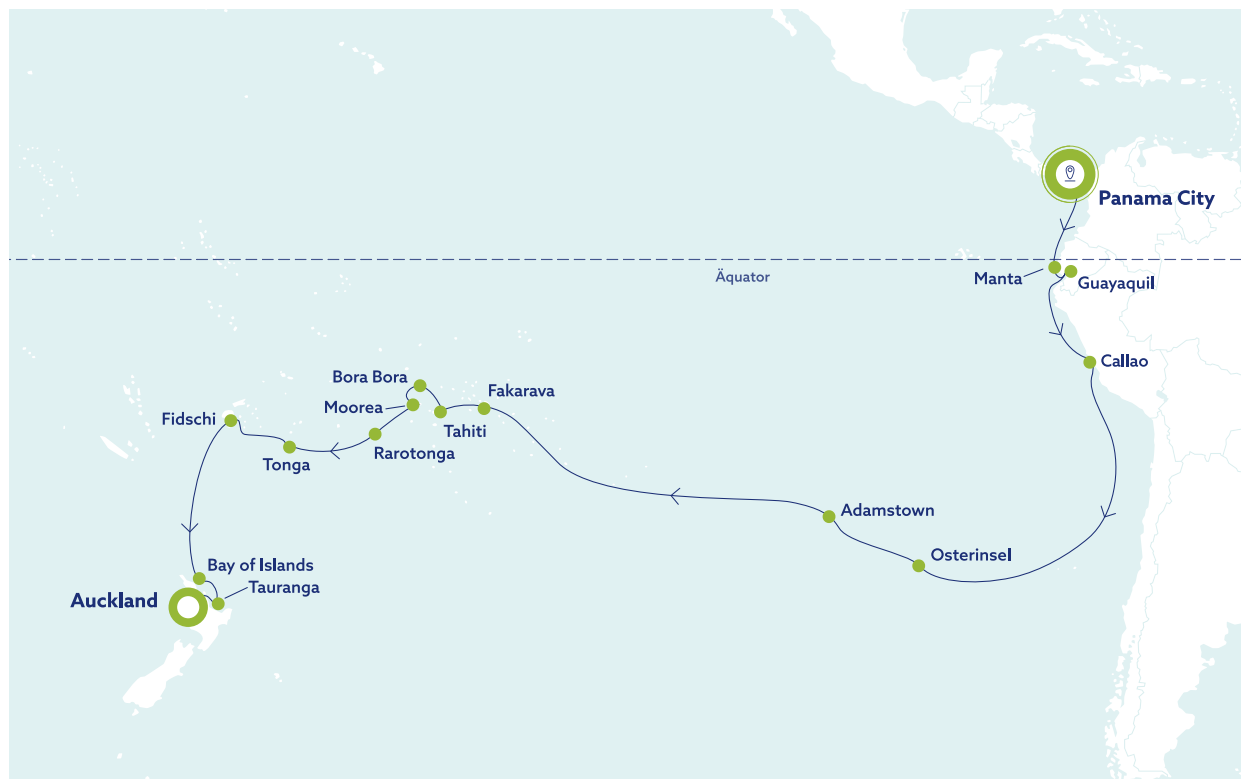 Panama City
Äquator
Manta
Guayaquil
Callao
Bora Bora
Fakarava
Moorea
Fidschi
Tahiti
Rarotonga
Tonga
Adamstown
Osterinsel
Bay of Islands
Tauranga
Auckland